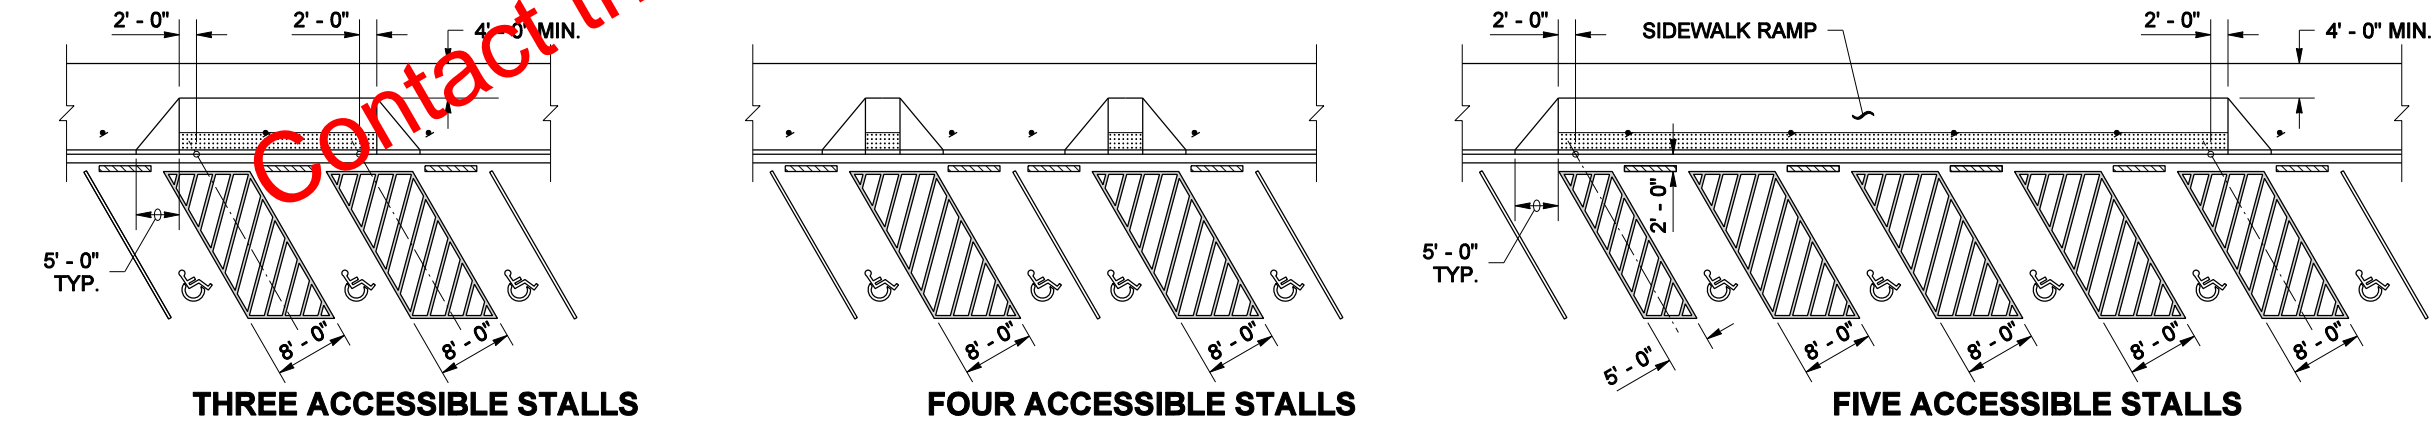 2' - 0"
2' - 0"
4' - 0" MIN.
5' - 0"
TYP.
8' - 0"
8' - 0"
THREE ACCESSIBLE STALLS
Contact
8' - 0"
8' - 0"
FOUR ACCESSIBLE STALLS
2' - 0"
SIDEWALK RAMP
2' - 0"
4' - 0" MIN.
2' - 0"
5' - 0"
TYP.
5' - 0"
8' - 0"
8' - 0"
8' - 0"
8' - 0"
FIVE ACCESSIBLE STALLS